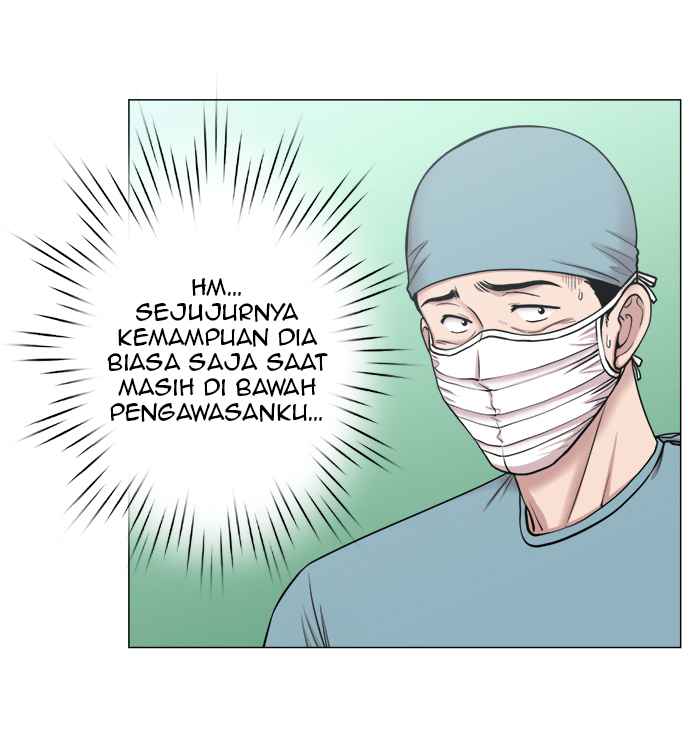 HM...
SEJUJURNYA
KEMAMPUAN DIA
BIASA SAJA SAAT
MASIH DI BAWAH
PENGAWASANKU...